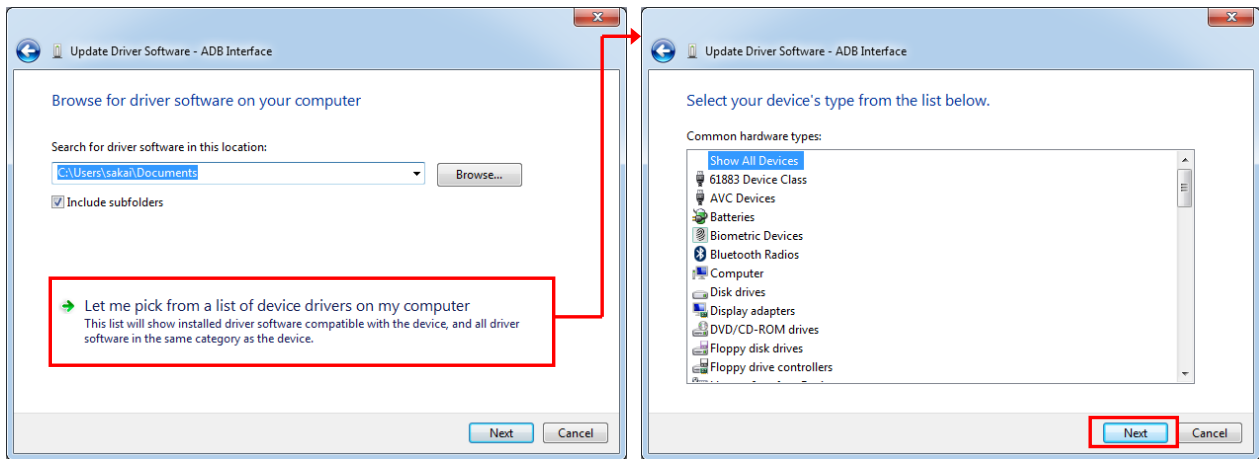 Update Driver Software - ADB Interface
Browse for driver software on your computer
Search for driver software in this location:
C:\Users\sakai\Documents
Browse...
Include subfolders
Let me pick from a list of device drivers on my computer
This list will show installed driver software compatible with the device, and all driver
software in the same category as the device.
Next
Cancel
Update Driver Software - ADB Interface
Select your device's type from the list below.
Common hardware types:
Show All Devices
61883 Device Class
AVC Devices
Batteries
Biometric Devices
Bluetooth Radios
Computer
Disk drives
Display adapters
DVD/CD-ROM drives
Floppy disk drives
Floppy drive controllers
Next
Cancel